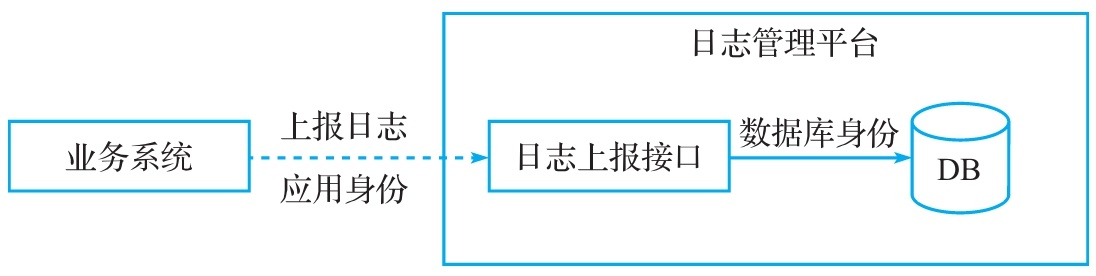 日志管理平台
业务系统
上报日志
应用身份
日志上报接口
数据库身份
DB